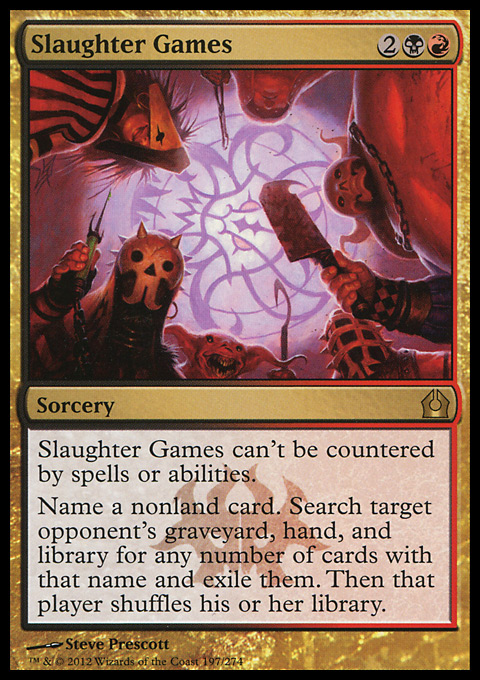 Slaughter Games 2
Sorcery
Slaughter Games can't be countered
by spells or abilities.
Name a nonland card. Search target
opponent's graveyard, hand, and
library for any number of cards with
that name and exile them. Then that
player shuffles his or her library.
Steve Prescott
™ & © 2012 Wizards of the Coast 197/274